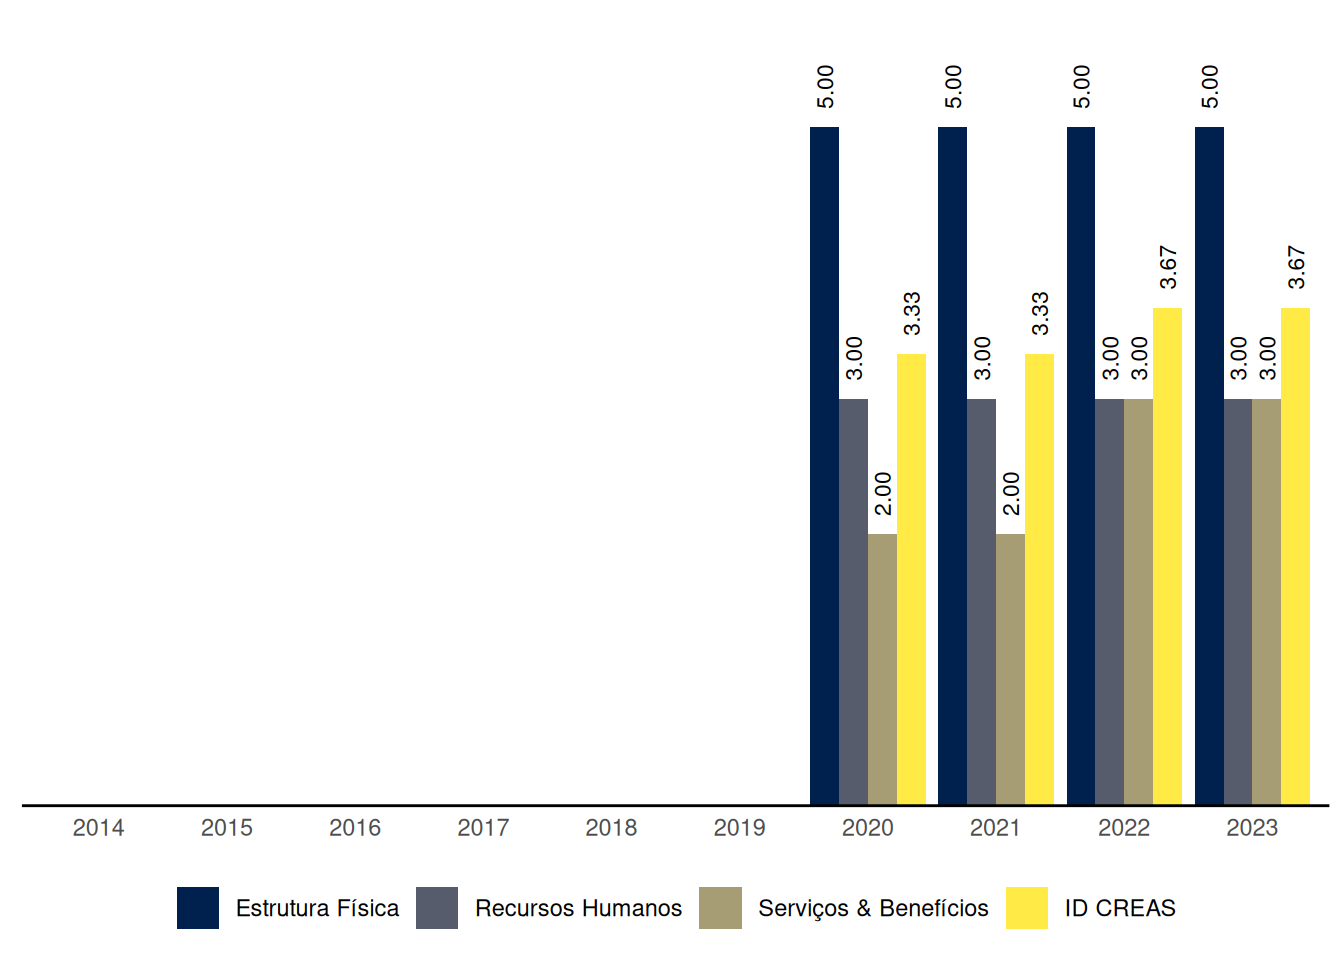 5.00 3.00 2.00 3.33 5.00 3.00 2.00 3.33 5.00 3.00 3.00 3.67 5.00 3.00 3.00 3.67
2014 2015 2016 2017 2018 2019 2020 2021 2022 2023
Estrutura Física Recursos Humanos Serviços & Benefícios ID CREAS